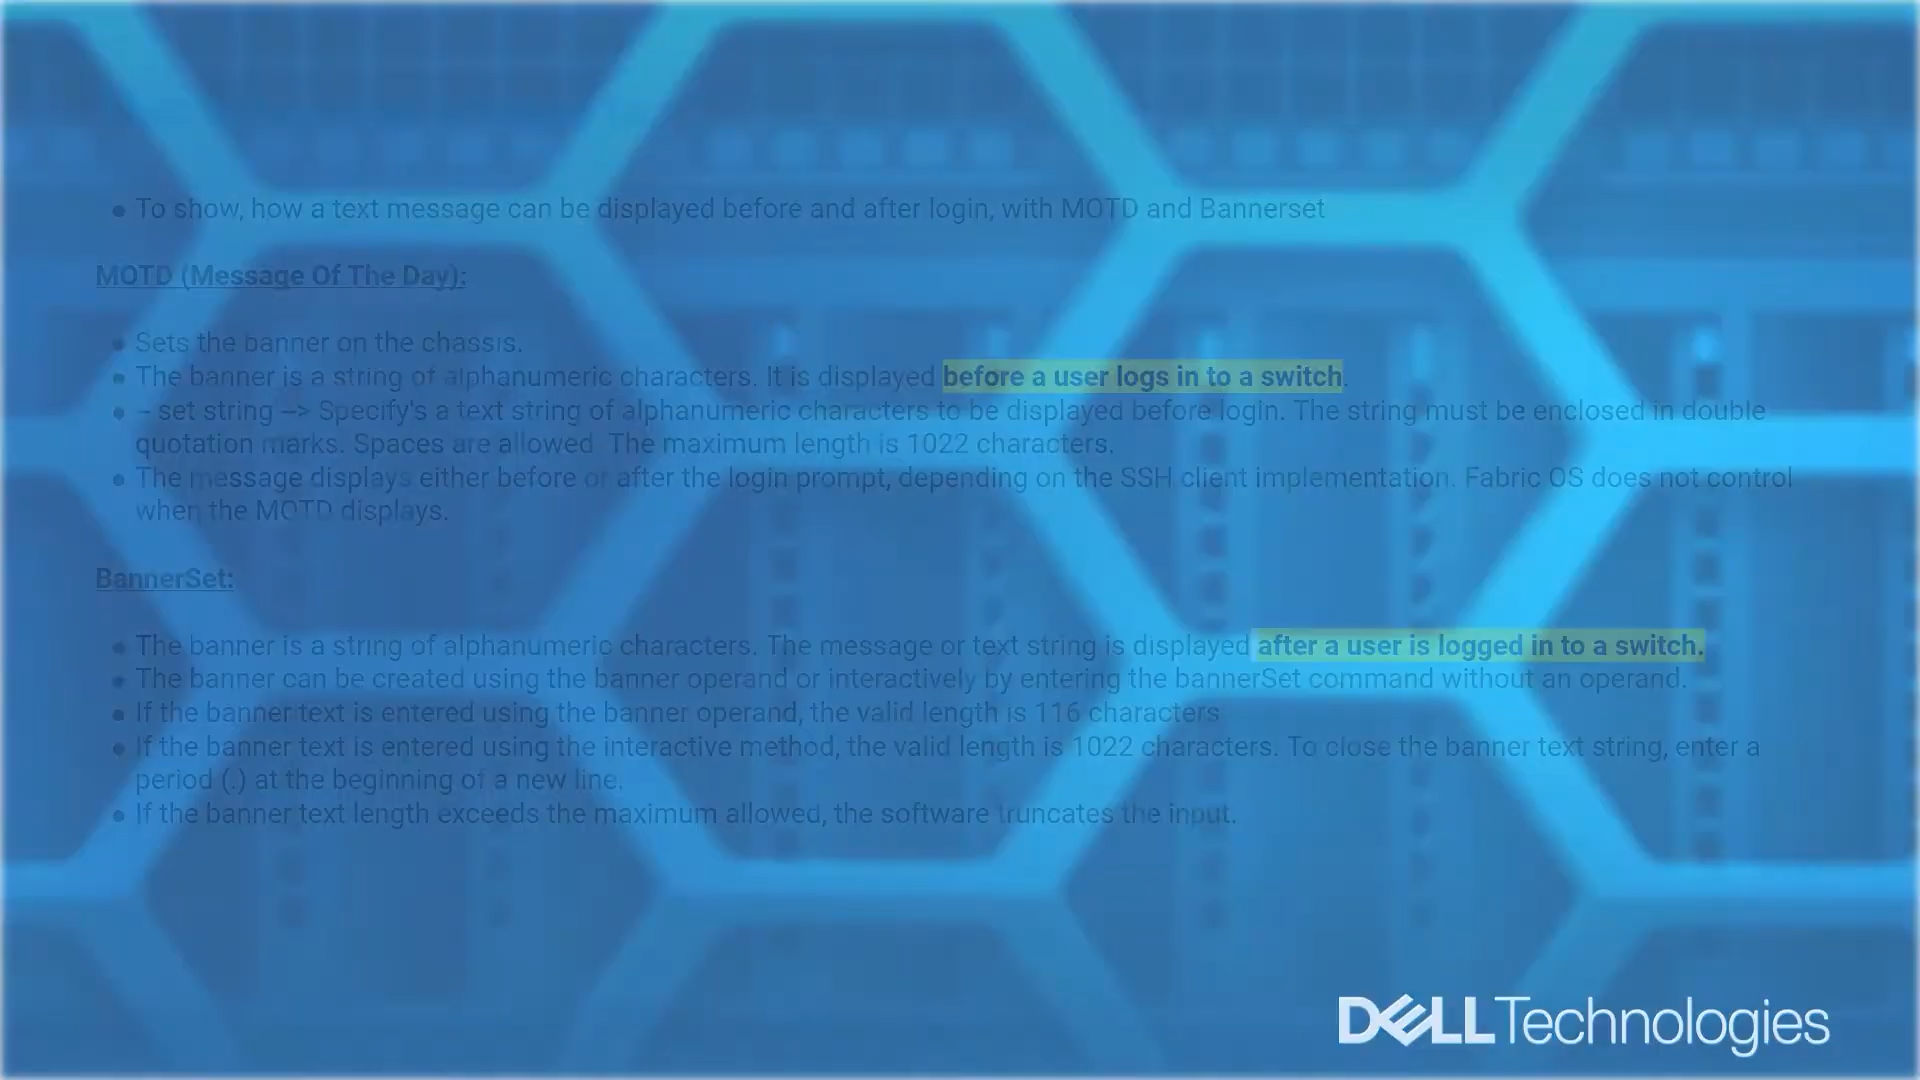 ● To show, how a text message can be displayed before and after login, with MOTD and Bannerset
MOTD (Message Of The Day):
● Sets the banner on the chassis.
● The banner is a string of alphanumeric characters. It is displayed before a user logs in to a switch.
● – set string –> Specify's a text string of alphanumeric characters to be displayed before login. The string must be enclosed in double
quotation marks. Spaces are allowed. The maximum length is 1022 characters.
● The message displays either before or after the login prompt, depending on the SSH client implementation. Fabric OS does not control
when the MOTD displays.
BannerSet:
● The banner is a string of alphanumeric characters. The message or text string is displayed after a user is logged in to a switch.
● The banner can be created using the banner operand or interactively by entering the bannerSet command without an operand.
● If the banner text is entered using the banner operand, the valid length is 116 characters
● If the banner text is entered using the interactive method, the valid length is 1022 characters. To close the banner text string, enter a
period (.) at the beginning of a new line.
● If the banner text length exceeds the maximum allowed, the software truncates the input.
DELL Technologies